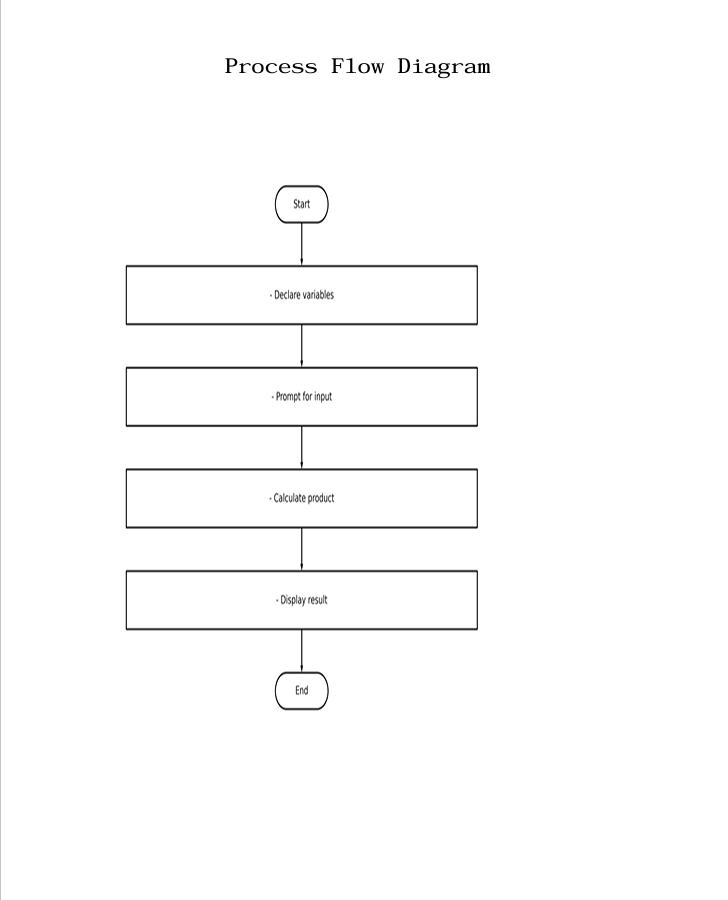 Process Flow Diagram
Start
- Declare variables
- Prompt for input
- Calculate product
- Display result
End